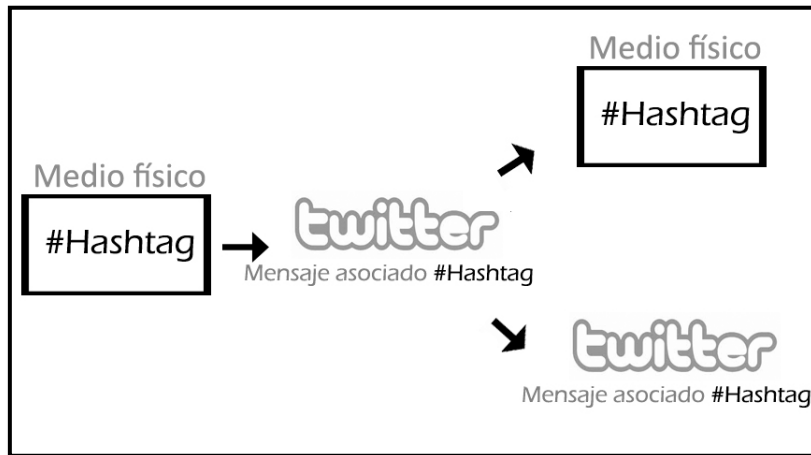 Medio físico
#Hashtag
Medio físico
#Hashtag
twitter
Mensaje asociado #Hashtag
twitter
Mensaje asociado #Hashtag